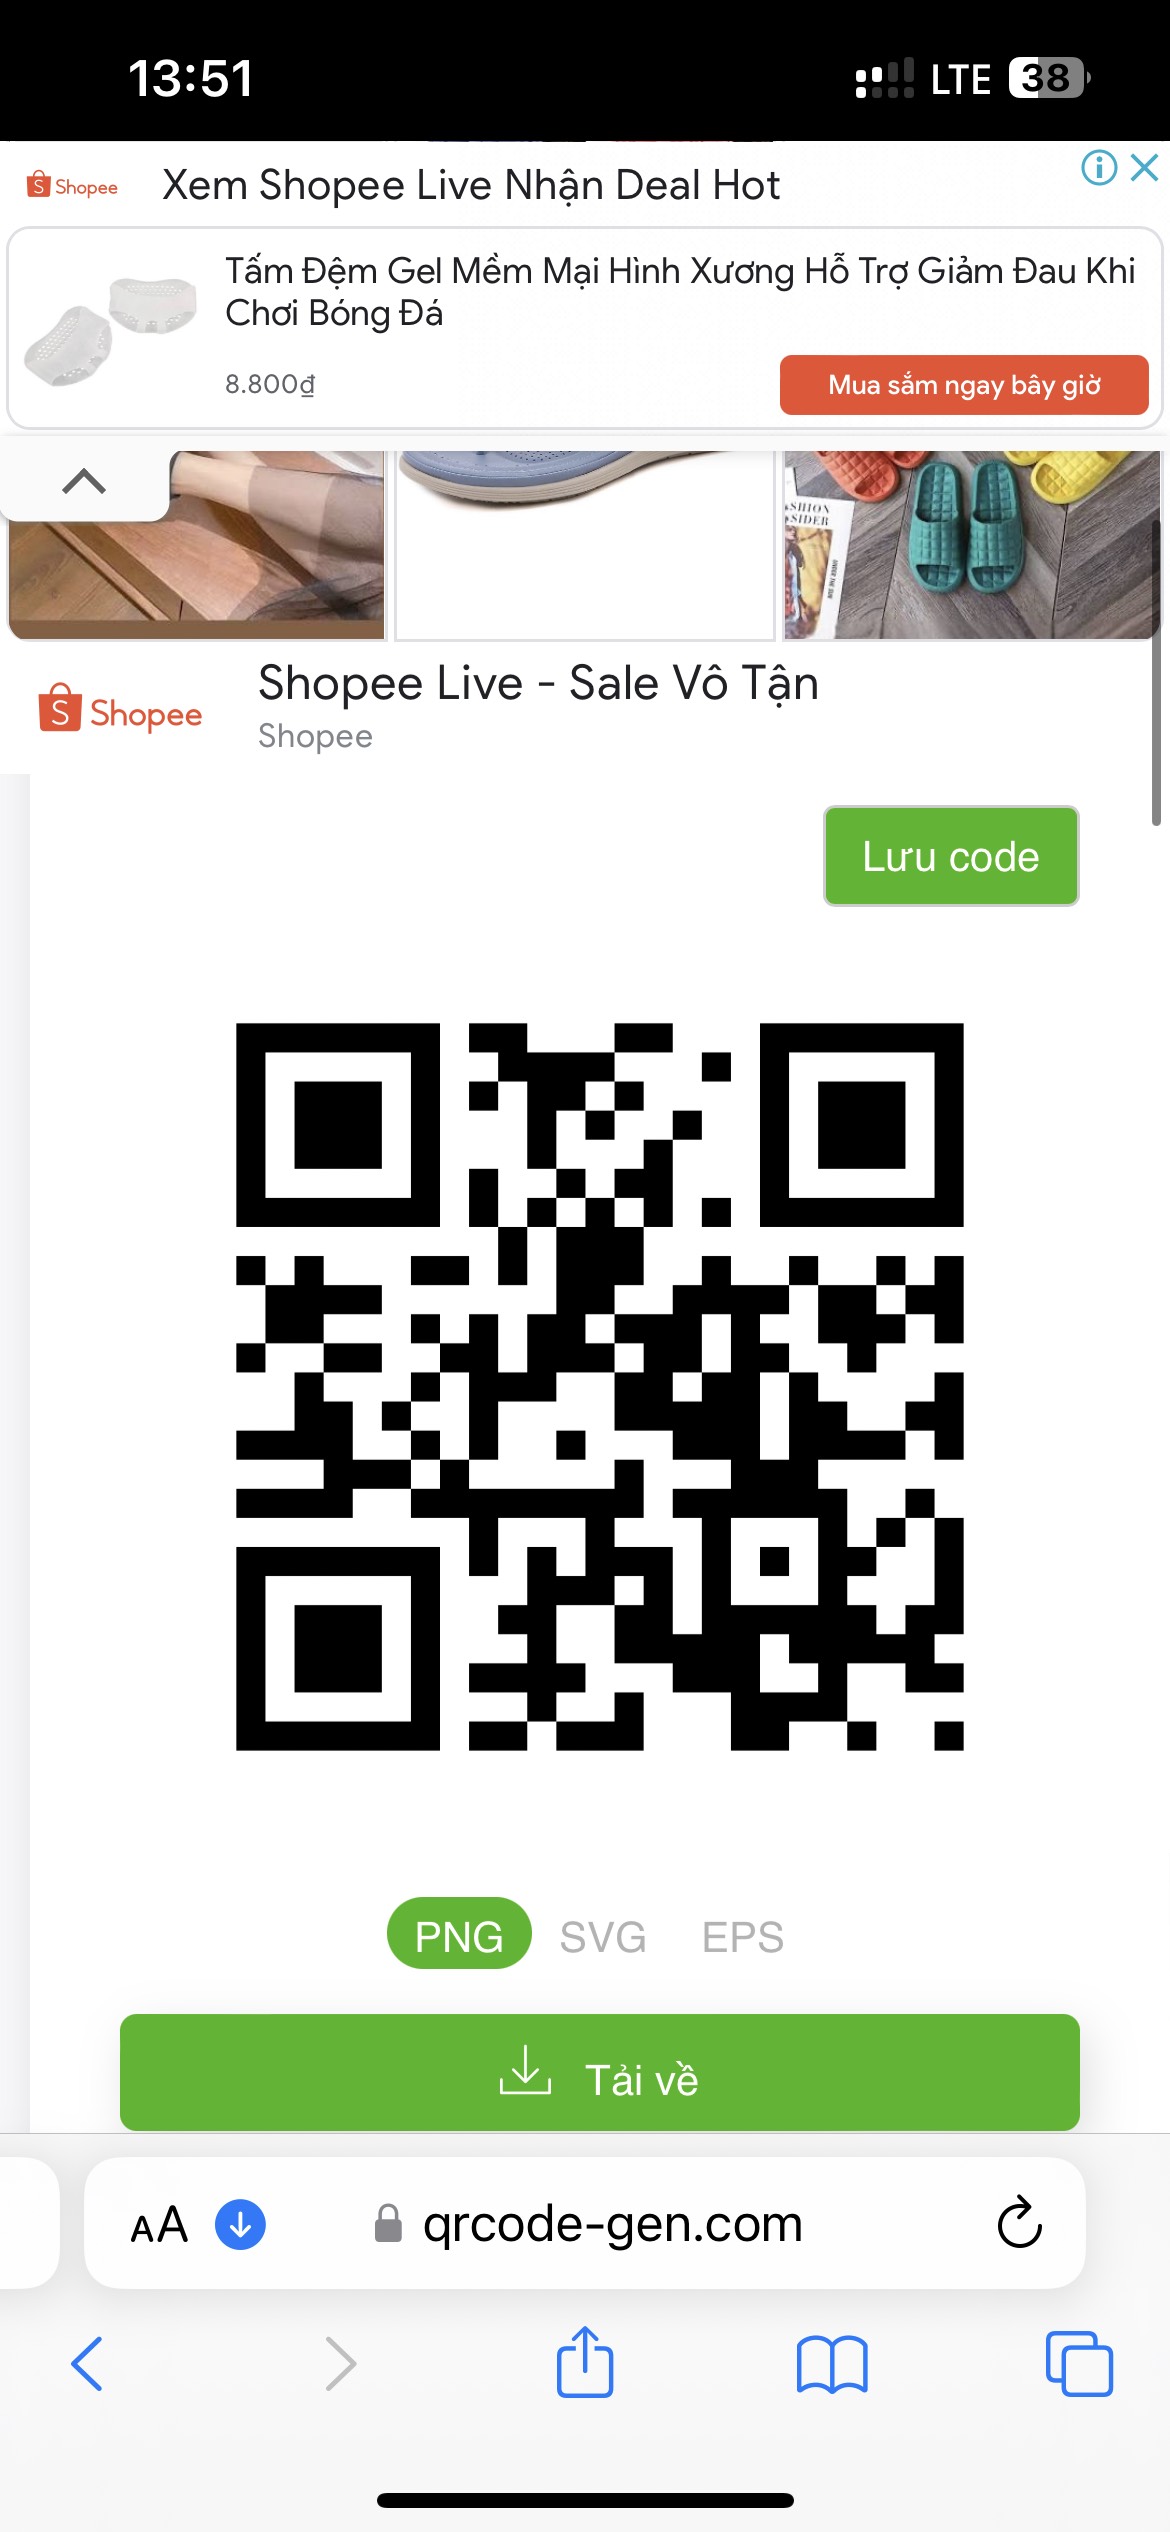 13:51
LTE 38
Shopee
Xem Shopee Live Nhận Deal Hot
Tấm Đệm Gel Mềm Mại Hình Xương Hỗ Trợ Giảm Đau Khi
Chơi Bóng Đá
8.800₫
Mua sắm ngay bây giờ
Shopee
Shopee Live - Sale Vô Tận
Shopee
Lưu code
PNG
SVG
EPS
Tải về
AA
qrcode-gen.com